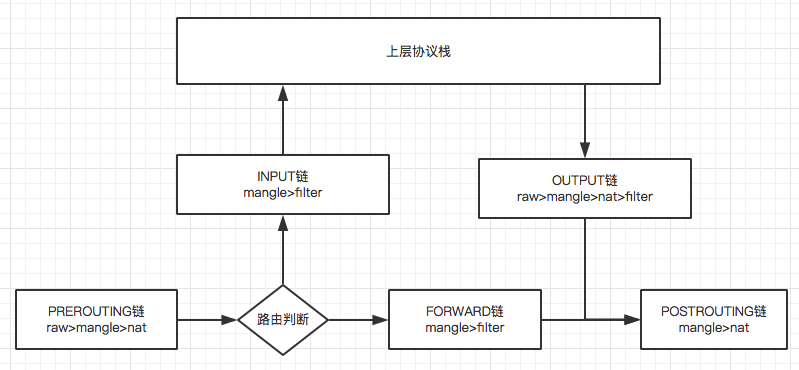 上层协议栈
INPUT链
mangle>filter
OUTPUT链
raw>mangle>nat>filter
PREROUTING链
raw>mangle>nat
路由判断
FORWARD链
mangle>filter
POSTROUTING链
mangle>nat